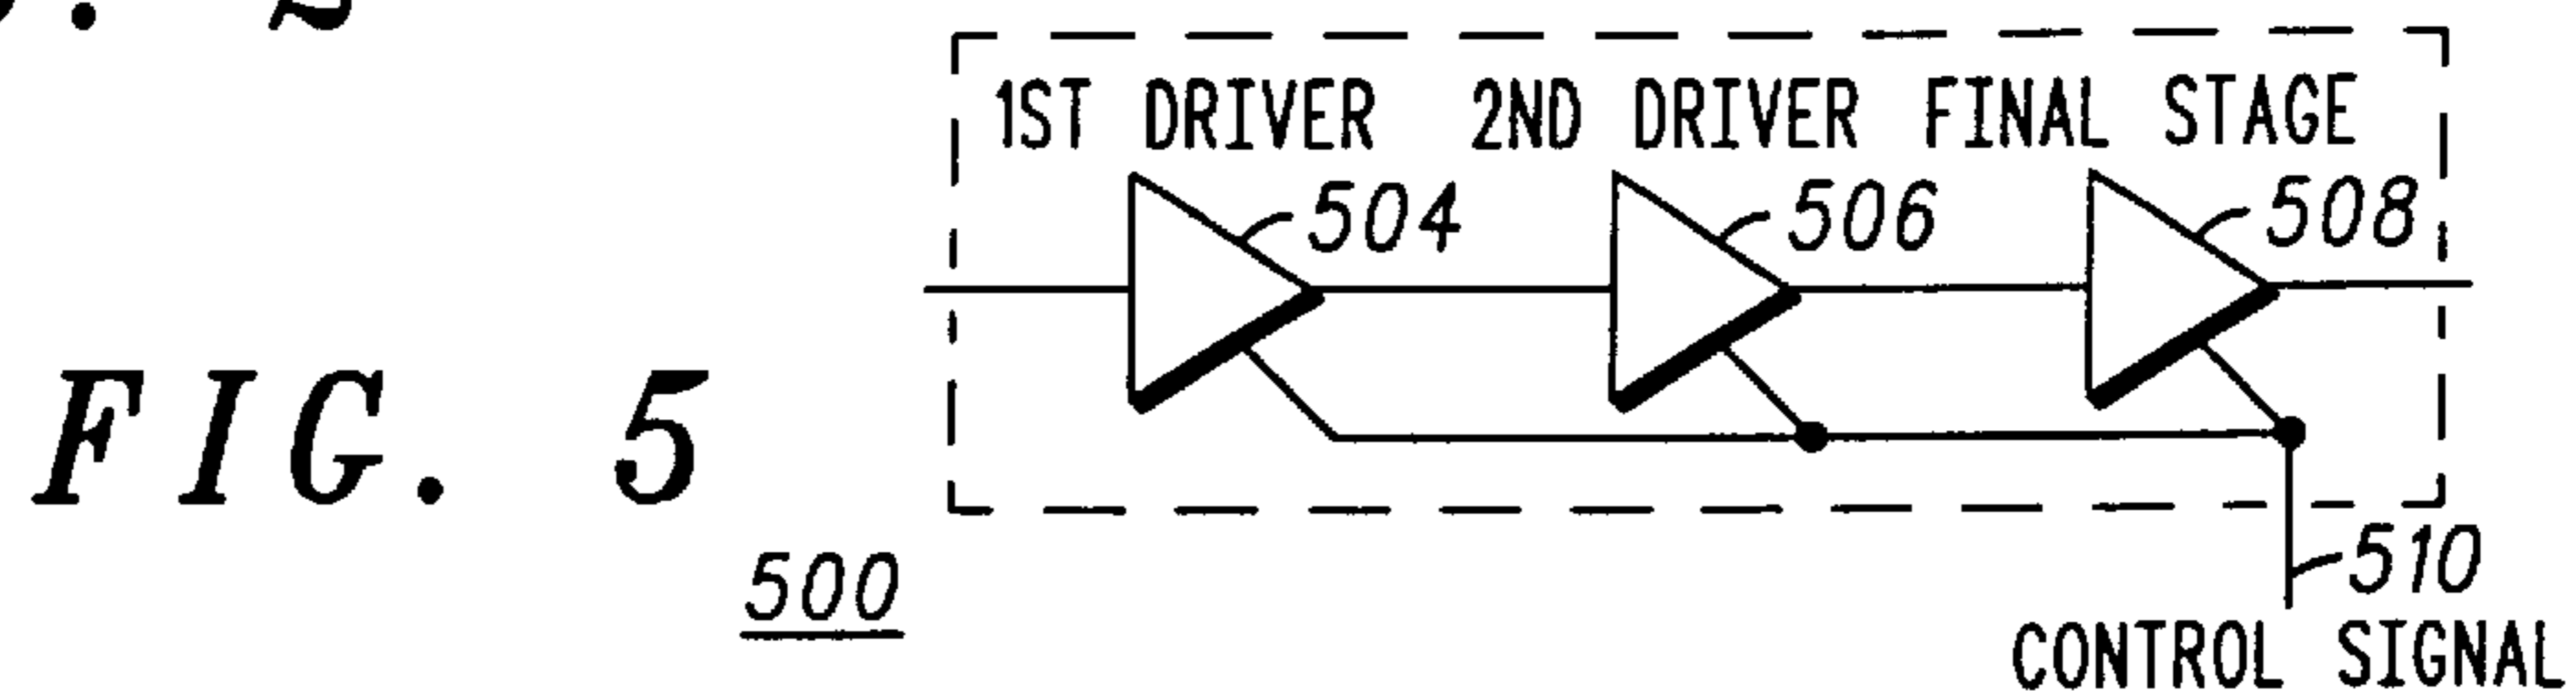 1ST DRIVER 2ND DRIVER FINAL STAGE
504 506 508
FIG. 5
500
510
CONTROL SIGNAL